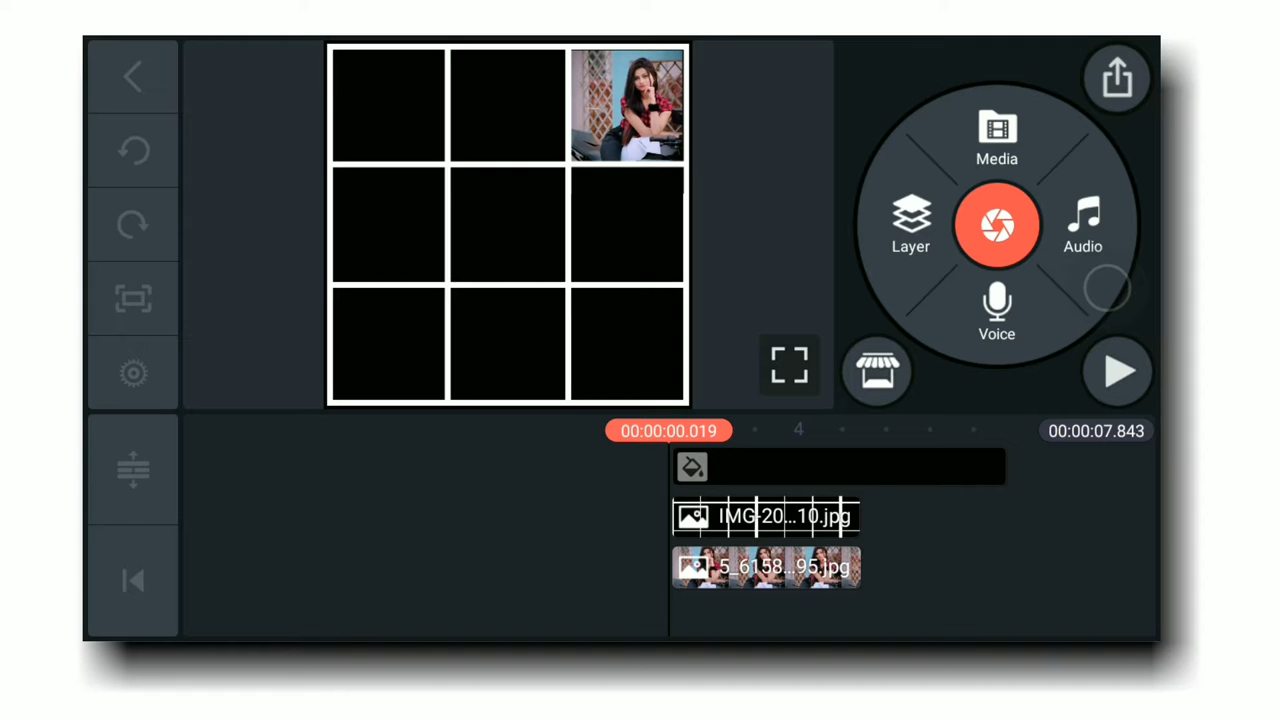 Media
Layer
Audio
Voice
00:00:00.019
4
00:00:07.843
IMG-20...10.jpg
5_6158...95.jpg